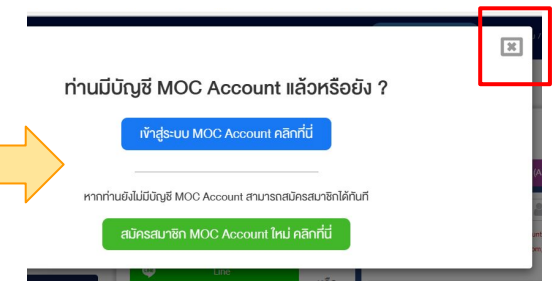 ท่านมีบัญชี MOC Account แล้วหรือยัง ?
เข้าสู่ระบบ MOC Account คลิกที่นี่
หากท่านยังไม่มีบัญชี MOC Account สามารถสมัครสมาชิกได้ทันที
สมัครสมาชิก MOC Account ใหม่ คลิกที่นี่
Line